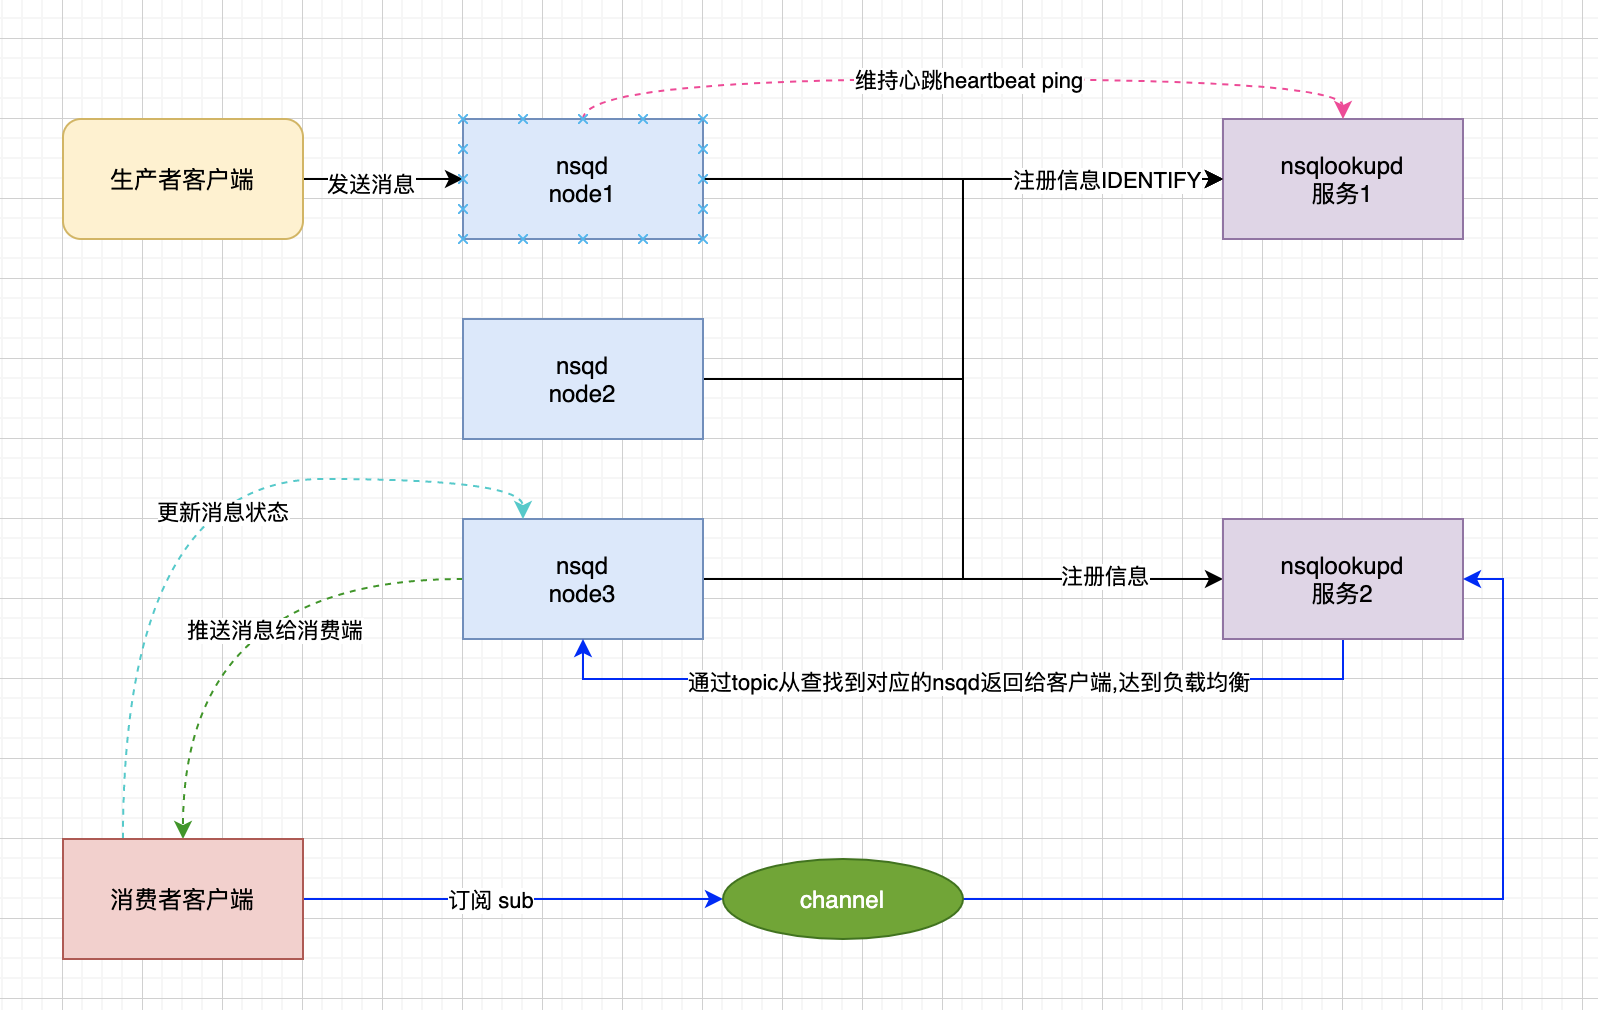 维持心跳heartbeat ping
生产者客户端
发送消息
nsqd
node1
注册信息IDENTIFY
nsqlookupd
服务1
nsqd
node2
更新消息状态
nsqd
node3
注册信息
nsqlookupd
服务2
推送消息给消费端
通过topic从查找到对应的nsqd返回给客户端,达到负载均衡
消费者客户端
订阅 sub
channel